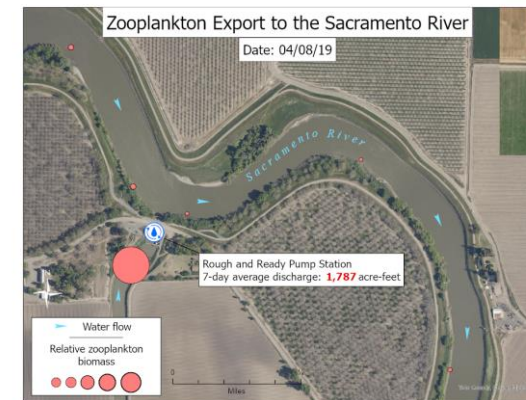 Zooplankton Export to the Sacramento River
Date: 04/08/19
Sacramento River
Rough and Ready Pump Station
7-day average discharge: 1,787 acre-feet
Water flow
Relative zooplankton
biomass
0
Miles